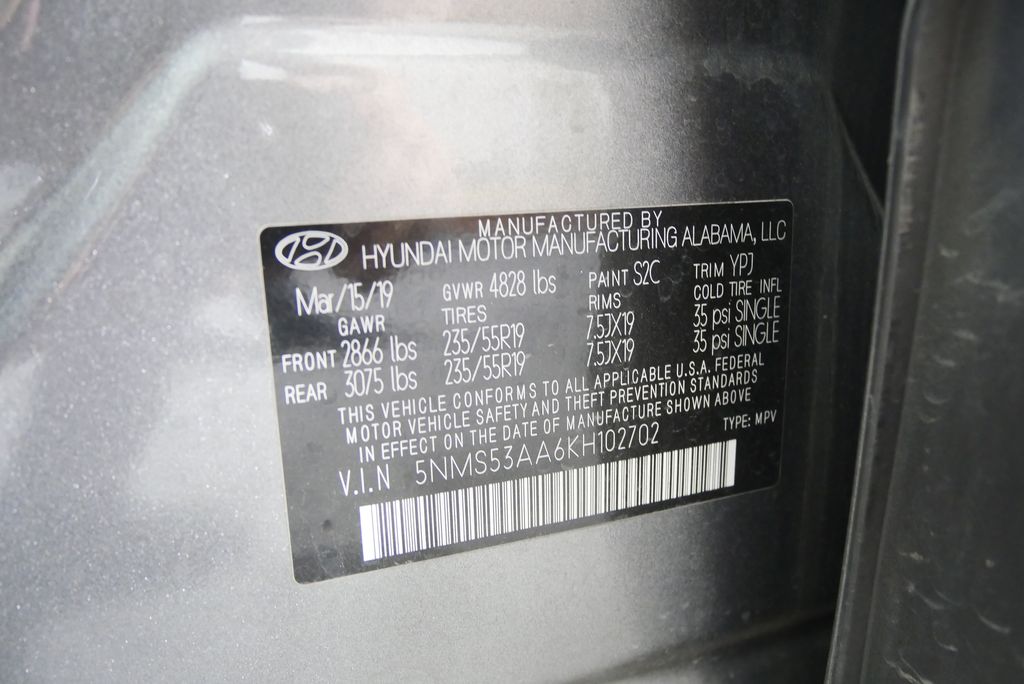 MANUFACTURED BY
HYUNDAI MOTOR MANUFACTURING ALABAMA, LLC
Mar/15/19 GVWR 4828 lbs PAINT S2C TRIM YPJ
GAWR TIRES RIMS COLD TIRE INFL
FRONT 2866 lbs 235/55R19 7.5JX19 35 psi SINGLE
REAR 3075 lbs 235/55R19 7.5JX19 35 psi SINGLE
THIS VEHICLE CONFORMS TO ALL APPLICABLE U.S.A. FEDERAL
MOTOR VEHICLE SAFETY AND THEFT PREVENTION STANDARDS
IN EFFECT ON THE DATE OF MANUFACTURE SHOWN ABOVE
V.I.N 5NMS53AA6KH102702 TYPE: MPV